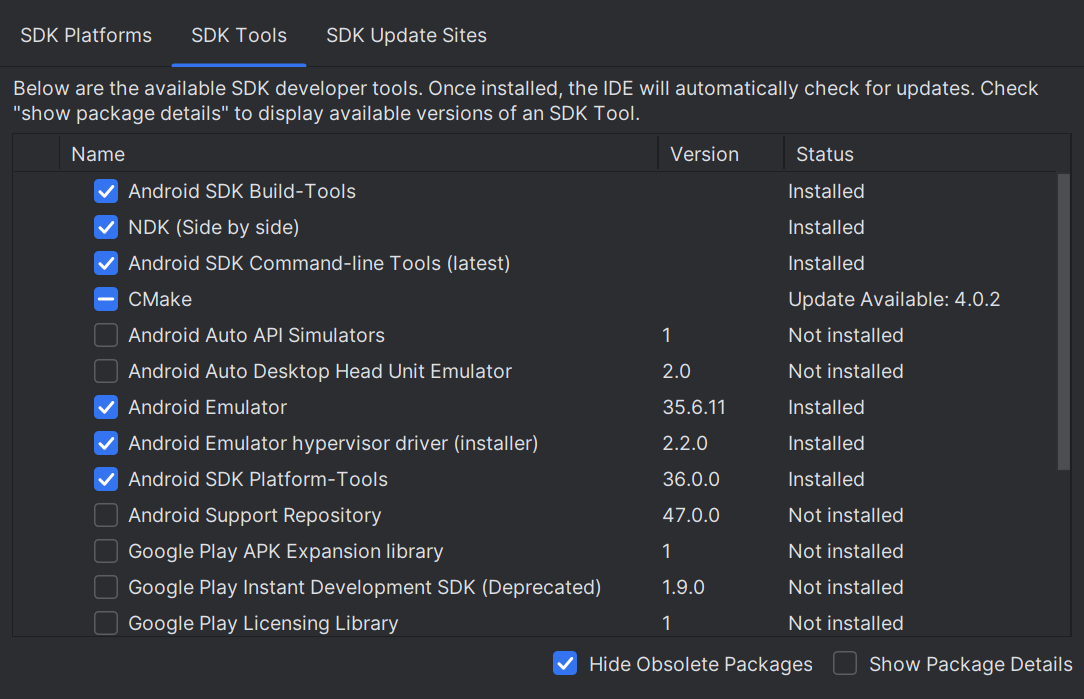 SDK Platforms SDK Tools SDK Update Sites
Below are the available SDK developer tools. Once installed, the IDE will automatically check for updates. Check
"show package details" to display available versions of an SDK Tool.
Name Version Status
Android SDK Build-Tools Installed
NDK (Side by side) Installed
Android SDK Command-line Tools (latest) Installed
CMake Update Available: 4.0.2
Android Auto API Simulators 1 Not installed
Android Auto Desktop Head Unit Emulator 2.0 Not installed
Android Emulator 35.6.11 Installed
Android Emulator hypervisor driver (installer) 2.2.0 Installed
Android SDK Platform-Tools 36.0.0 Installed
Android Support Repository 47.0.0 Not installed
Google Play APK Expansion library 1 Not installed
Google Play Instant Development SDK (Deprecated) 1.9.0 Not installed
Google Play Licensing Library 1 Not installed
Hide Obsolete Packages Show Package Details